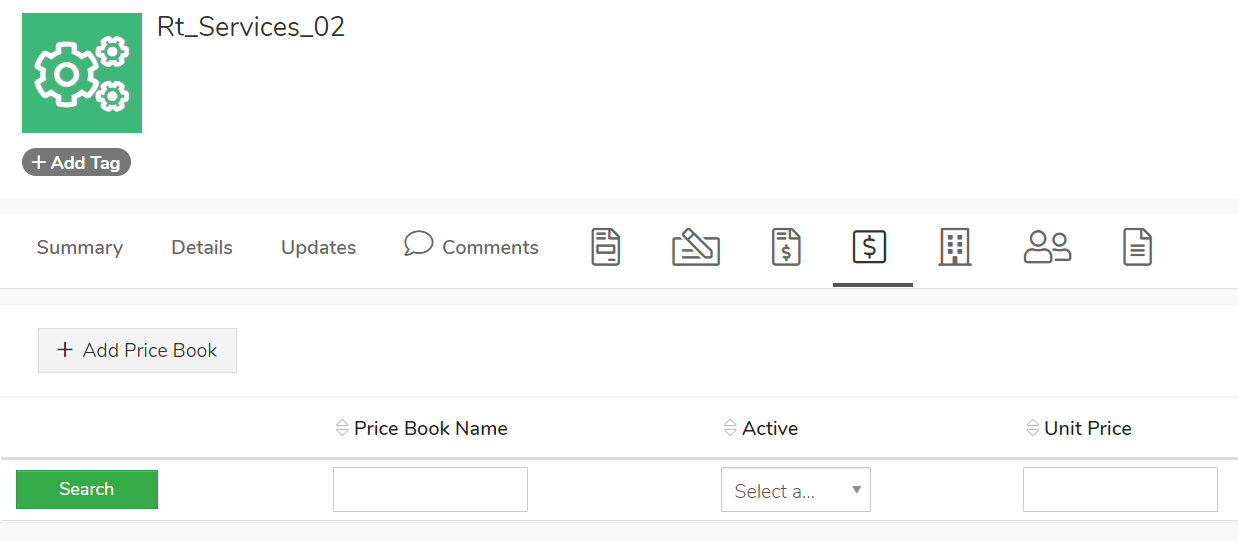 Rt_Services_02
+ Add Tag
Summary Details Updates Comments
+ Add Price Book
Price Book Name Active Unit Price
Search Select a...